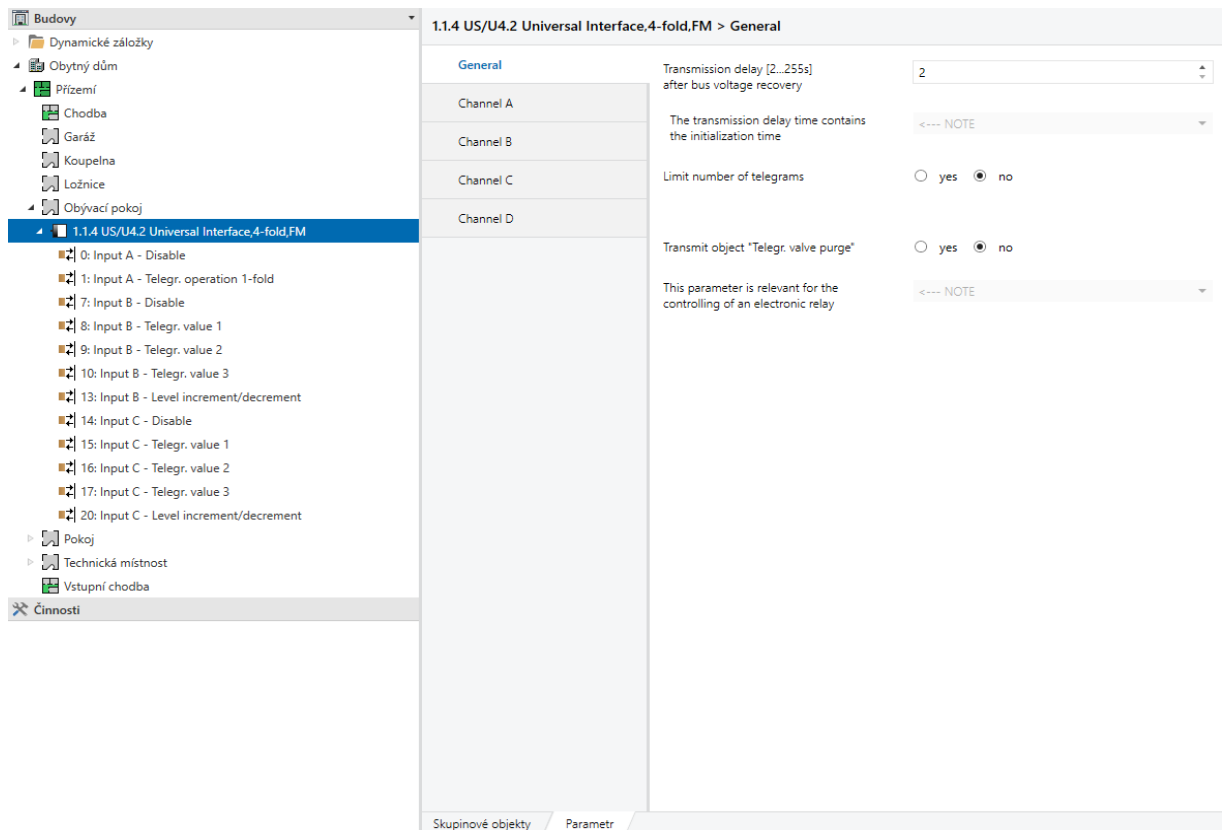 Budovy
Dynamické záložky
Obytný dům
Přízemí
Chodba
Garáž
Koupelna
Ložnice
Obývací pokoj
1.1.4 US/U4.2 Universal Interface,4-fold,FM
0: Input A - Disable
1: Input A - Telegr. operation 1-fold
7: Input B - Disable
8: Input B - Telegr. value 1
9: Input B - Telegr. value 2
10: Input B - Telegr. value 3
13: Input B - Level increment/decrement
14: Input C - Disable
15: Input C - Telegr. value 1
16: Input C - Telegr. value 2
17: Input C - Telegr. value 3
20: Input C - Level increment/decrement
Pokoj
Technická místnost
Vstupní chodba
Činnosti
1.1.4 US/U4.2 Universal Interface,4-fold,FM > General
General
Channel A
Channel B
Channel C
Channel D
Transmission delay [2...255s]
after bus voltage recovery
2
The transmission delay time contains
the initialization time
<--- NOTE
Limit number of telegrams
yes no
Transmit object "Telegr. valve purge"
yes no
This parameter is relevant for the
controlling of an electronic relay
<--- NOTE
Skupinové objekty
Parametr